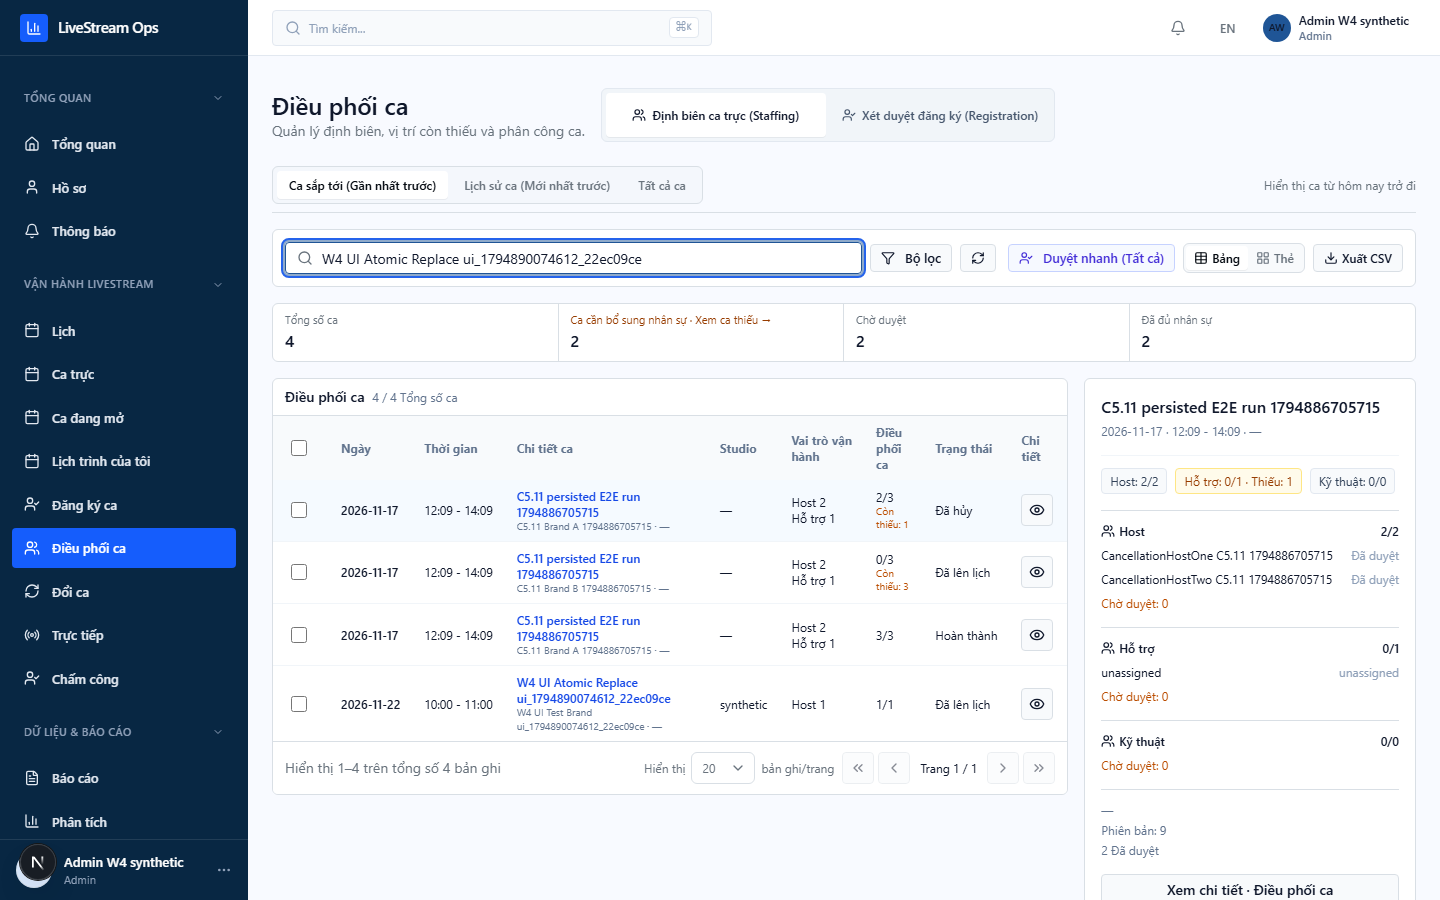 LiveStream Ops
TỔNG QUAN
Tổng quan
Hồ sơ
Thông báo
VẬN HÀNH LIVESTREAM
Lịch
Ca trực
Ca đang mở
Lịch trình của tôi
Đăng ký ca
Điều phối ca
Đổi ca
Trực tiếp
Chấm công
DỮ LIỆU & BÁO CÁO
Báo cáo
Phân tích
N
Admin W4 synthetic
Admin
Tìm kiếm...
⌘K
EN
AW
Admin W4 synthetic
Admin
Điều phối ca
Quản lý định biên, vị trí còn thiếu và phân công ca.
Định biên ca trực (Staffing)
Xét duyệt đăng ký (Registration)
Ca sắp tới (Gần nhất trước)
Lịch sử ca (Mới nhất trước)
Tất cả ca
Hiển thị ca từ hôm nay trở đi
W4 UI Atomic Replace ui_1794890074612_22ec09ce
Bộ lọc
Duyệt nhanh (Tất cả)
Bảng
Thẻ
Xuất CSV
Tổng số ca
4
Ca cần bổ sung nhân sự · Xem ca thiếu →
2
Chờ duyệt
2
Đã đủ nhân sự
2
Điều phối ca 4 / 4 Tổng số ca
Ngày
Thời gian
Chi tiết ca
Studio
Vai trò vận
hành
Điều
phối
ca
Trạng thái
Chi
tiết
2026-11-17
12:09 - 14:09
C5.11 persisted E2E run
1794886705715
C5.11 Brand A 1794886705715 · —
—
Host 2
Hỗ trợ 1
2/3
Còn
thiếu: 1
Đã hủy
2026-11-17
12:09 - 14:09
C5.11 persisted E2E run
1794886705715
C5.11 Brand B 1794886705715 · —
—
Host 2
Hỗ trợ 1
0/3
Còn
thiếu: 3
Đã lên lịch
2026-11-17
12:09 - 14:09
C5.11 persisted E2E run
1794886705715
C5.11 Brand A 1794886705715 · —
—
Host 2
Hỗ trợ 1
3/3
Hoàn thành
2026-11-22
10:00 - 11:00
W4 UI Atomic Replace
ui_1794890074612_22ec09ce
W4 UI Test Brand
ui_1794890074612_22ec09ce · —
synthetic
Host 1
1/1
Đã lên lịch
Hiển thị 1–4 trên tổng số 4 bản ghi
Hiển thị 20 bản ghi/trang
Trang 1 / 1
C5.11 persisted E2E run 1794886705715
2026-11-17 · 12:09 - 14:09 · —
Host: 2/2
Hỗ trợ: 0/1 · Thiếu: 1
Kỹ thuật: 0/0
Host 2/2
CancellationHostOne C5.11 1794886705715 Đã duyệt
CancellationHostTwo C5.11 1794886705715 Đã duyệt
Chờ duyệt: 0
Hỗ trợ 0/1
unassigned unassigned
Chờ duyệt: 0
Kỹ thuật 0/0
Chờ duyệt: 0
—
Phiên bản: 9
2 Đã duyệt
Xem chi tiết · Điều phối ca